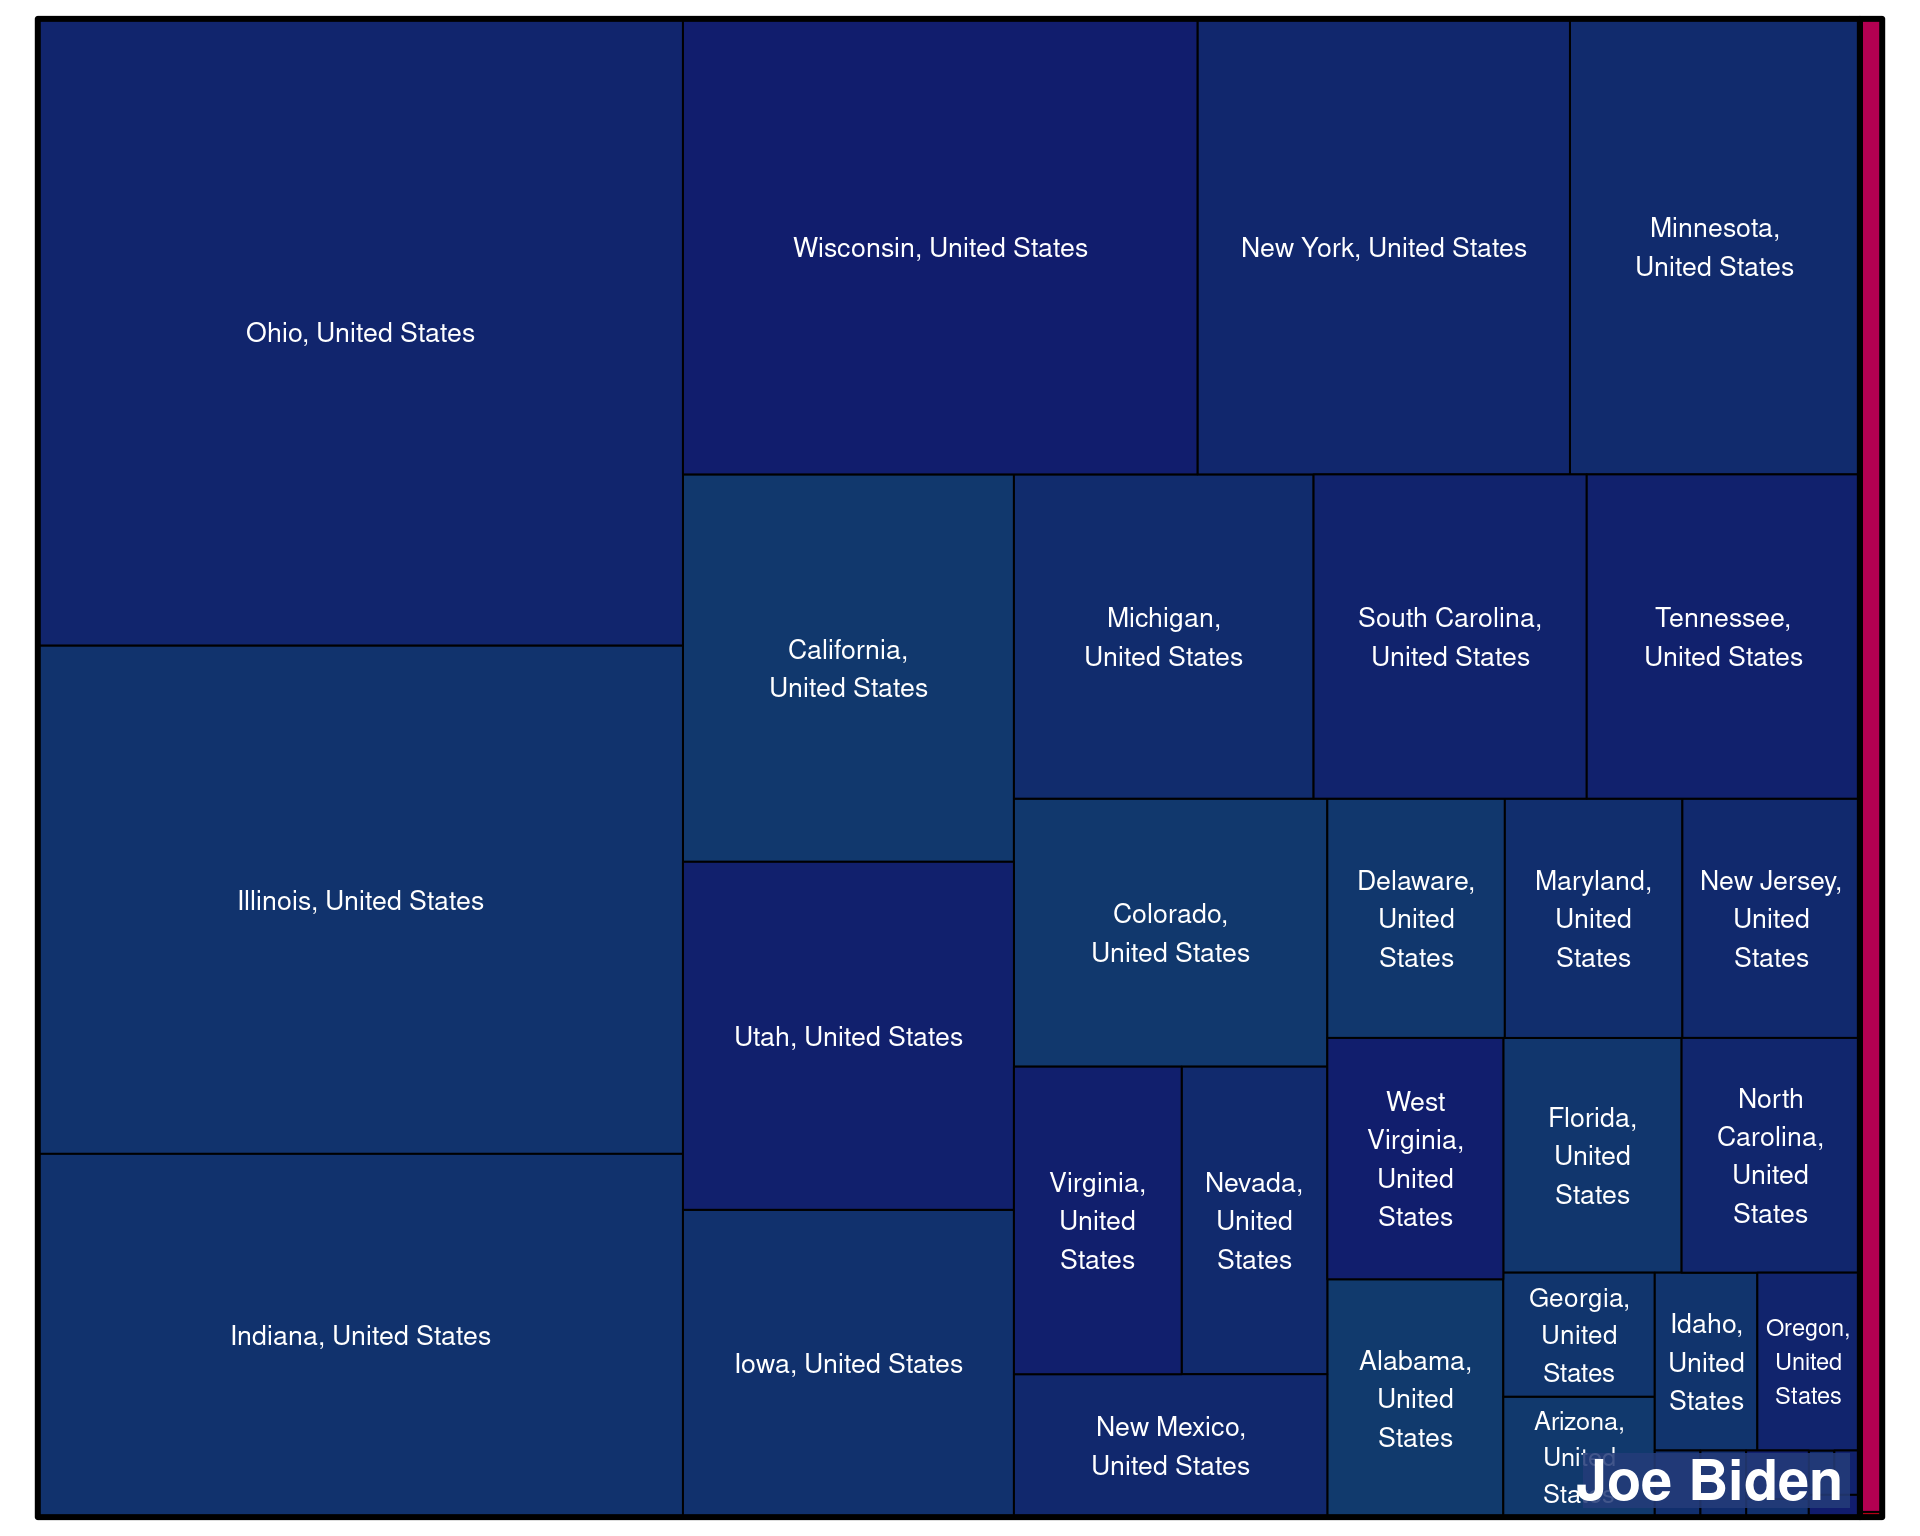 Ohio, United States
Wisconsin, United States
New York, United States
Minnesota,
United States
California,
United States
Michigan,
United States
South Carolina,
United States
Tennessee,
United States
Illinois, United States
Colorado,
United States
Delaware,
United
States
Maryland,
United
States
New Jersey,
United
States
Utah, United States
Virginia,
United
States
Nevada,
United
States
West
Virginia,
United
States
Florida,
United
States
North
Carolina,
United
States
Indiana, United States
Iowa, United States
New Mexico,
United States
Alabama,
United
States
Georgia,
United
States
Idaho,
United
States
Oregon,
United
States
Arizona,
United
States
Joe Biden